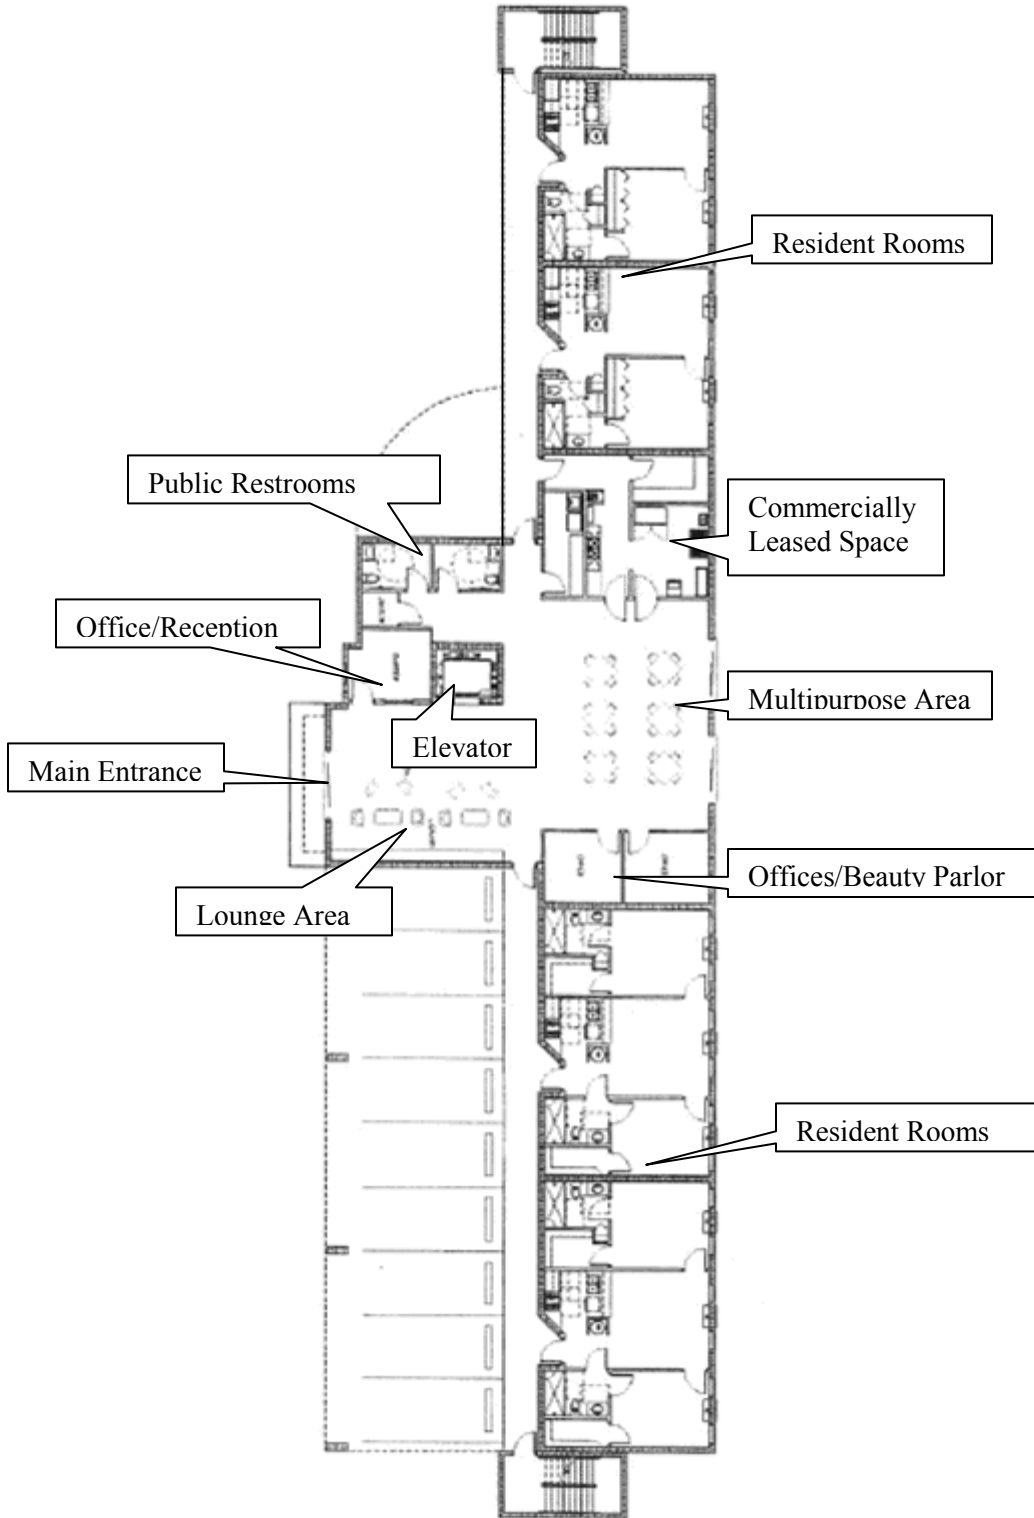 Resident Rooms
Public Restrooms
Commercially
Leased Space
Office/Reception
Multipurpose Area
Elevator
Main Entrance
Offices/Beauty Parlor
Lounge Area
Resident Rooms